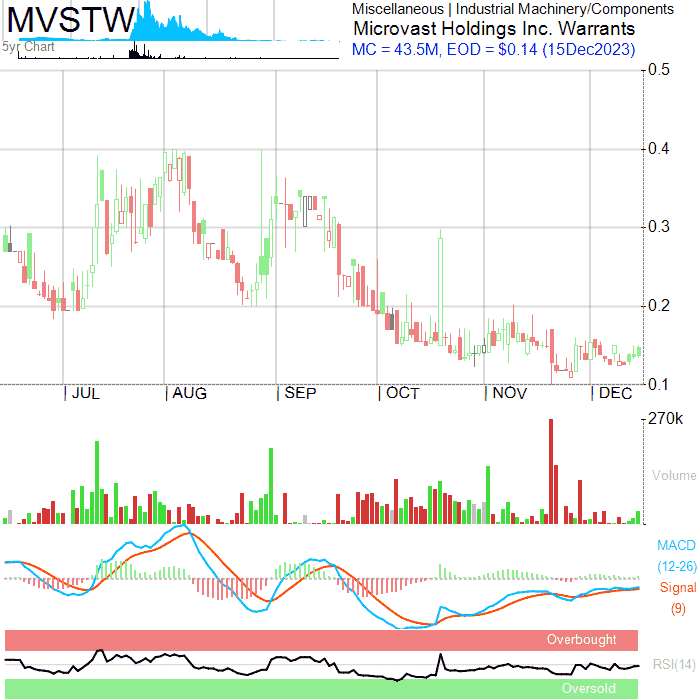 MVSTW
Miscellaneous | Industrial Machinery/Components
Microvast Holdings Inc. Warrants
5yr Chart
MC = 43.5M, EOD = $0.14 (15Dec2023)
0.5
0.4
0.3
0.2
0.1
| JUL | AUG | SEP | OCT | NOV | DEC
270k
Volume
MACD
(12-26)
Signal
(9)
Overbought
RSI(14)
Oversold